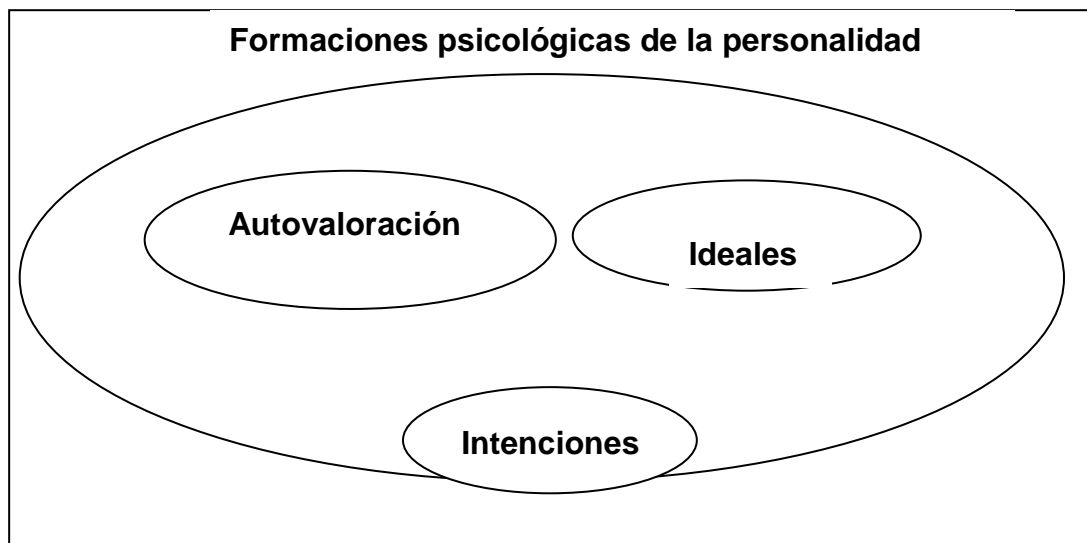 Formaciones psicológicas de la personalidad
Autovaloración
Ideales
Intenciones